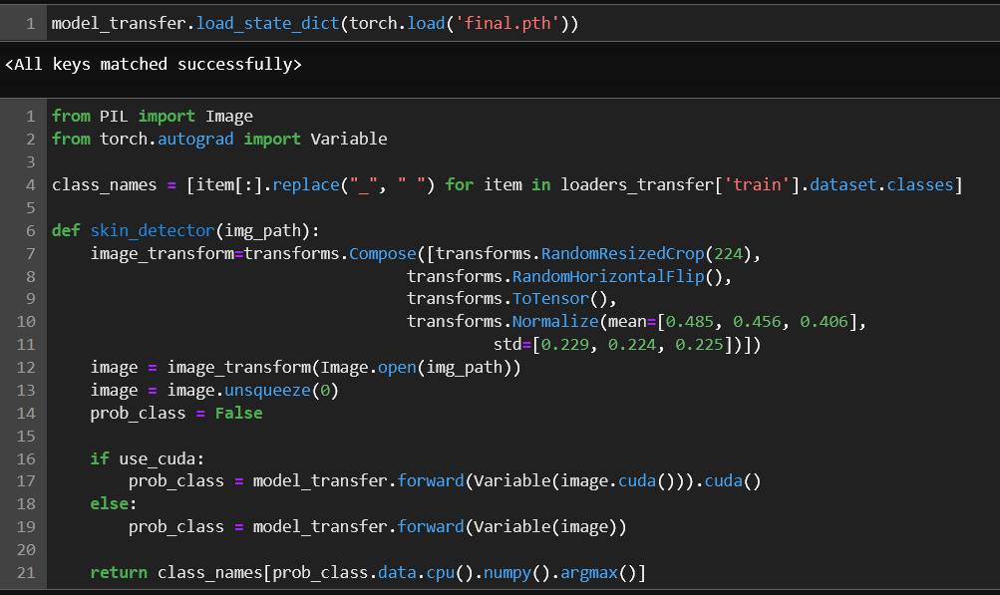 1 model_transfer.load_state_dict(torch.load('final.pth'))
<All keys matched successfully>
1 from PIL import Image
2 from torch.autograd import Variable
3
4 class_names = [item[:].replace("_", " ") for item in loaders_transfer['train'].dataset.classes]
5
6 def skin_detector(img_path):
7     image_transform=transforms.Compose([transforms.RandomResizedCrop(224),
8                                      transforms.RandomHorizontalFlip(),
9                                      transforms.ToTensor(),
10                                      transforms.Normalize(mean=[0.485, 0.456, 0.406],
11                                               std=[0.229, 0.224, 0.225])])
12     image = image_transform(Image.open(img_path))
13     image = image.unsqueeze(0)
14     prob_class = False
15
16     if use_cuda:
17         prob_class = model_transfer.forward(Variable(image.cuda())).cuda()
18     else:
19         prob_class = model_transfer.forward(Variable(image))
20
21     return class_names[prob_class.data.cpu().numpy().argmax()]